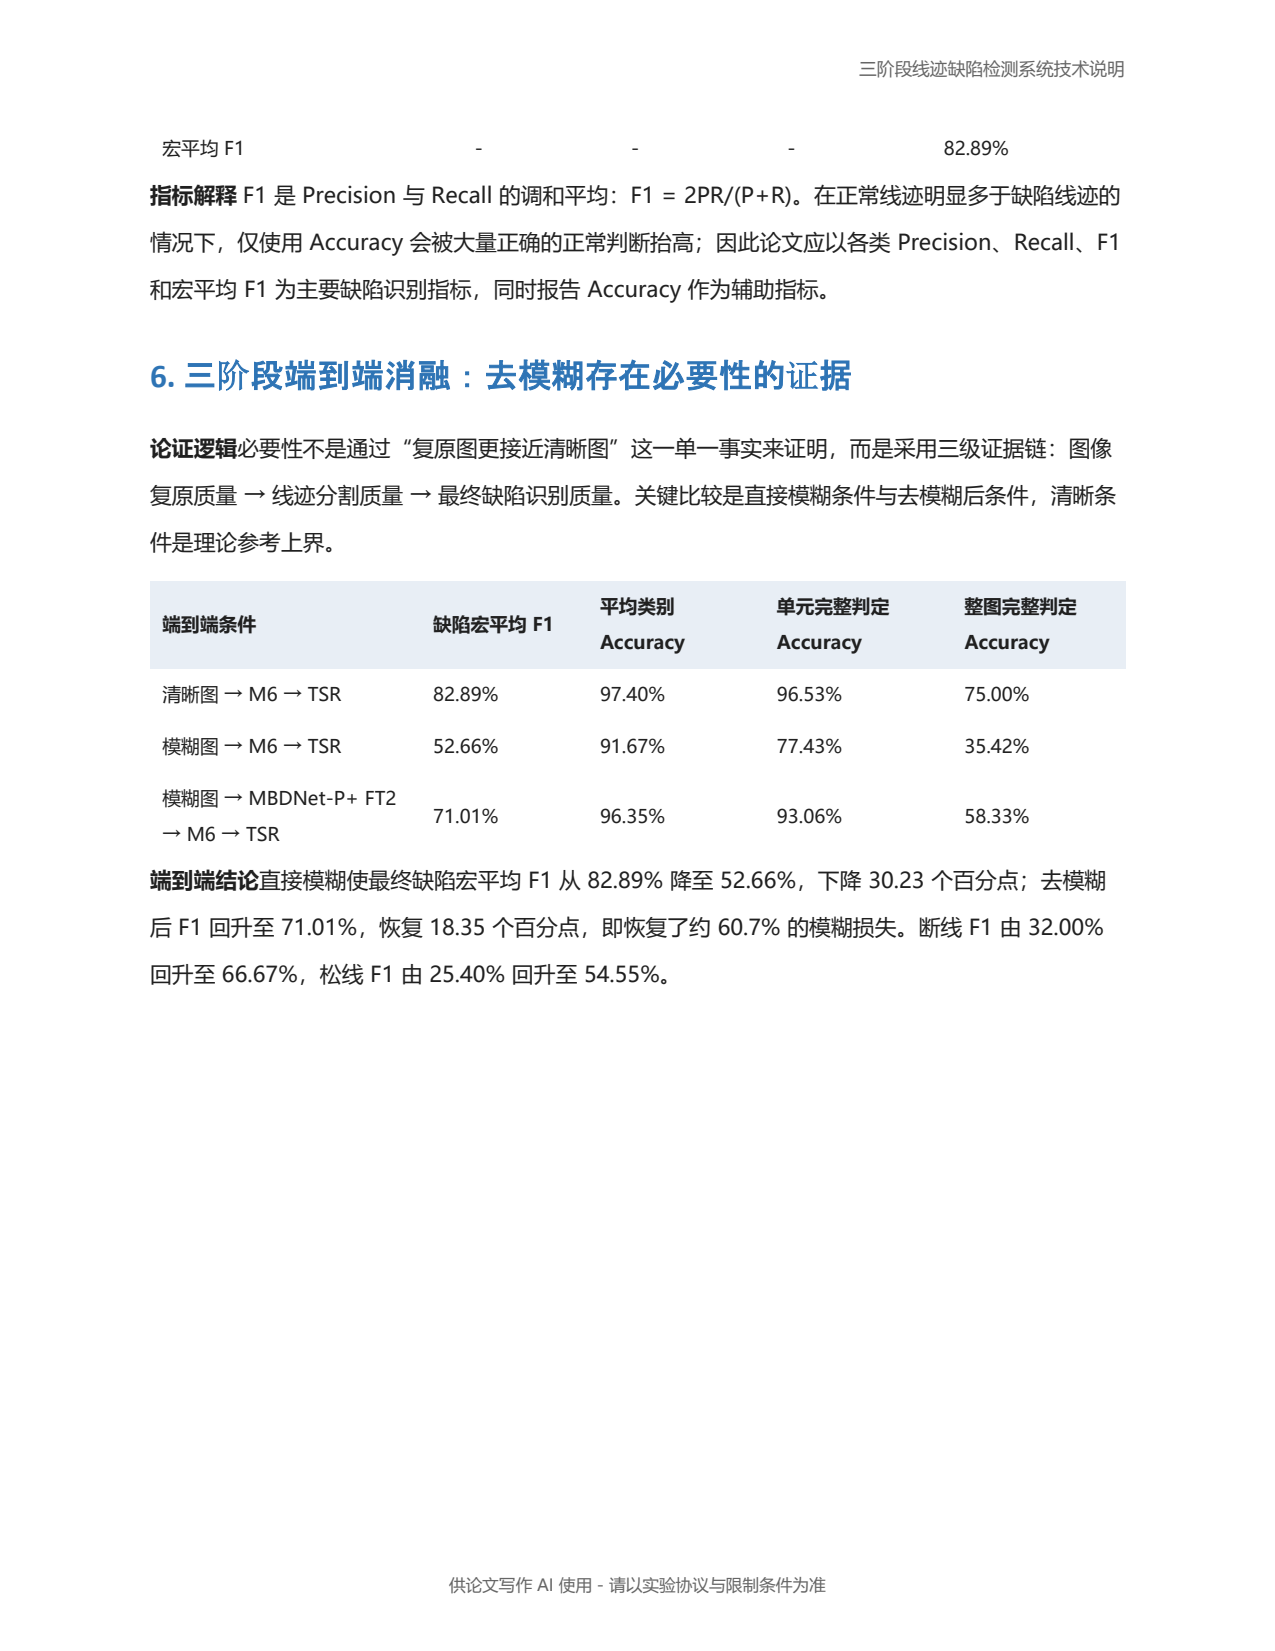 三阶段线迹缺陷检测系统技术说明
宏平均 F1 - - - 82.89%
指标解释 F1 是 Precision 与 Recall 的调和平均：F1 = 2PR/(P+R)。在正常线迹明显多于缺陷线迹的
情况下，仅使用 Accuracy 会被大量正确的正常判断抬高；因此论文应以各类 Precision、Recall、F1
和宏平均 F1 为主要缺陷识别指标，同时报告 Accuracy 作为辅助指标。
6. 三阶段端到端消融：去模糊存在必要性的证据
论证逻辑必要性不是通过“复原图更接近清晰图”这一单一事实来证明，而是采用三级证据链：图像
复原质量 → 线迹分割质量 → 最终缺陷识别质量。关键比较是直接模糊条件与去模糊后条件，清晰条
件是理论参考上界。
端到端条件 缺陷宏平均 F1 平均类别 Accuracy 单元完整判定 Accuracy 整图完整判定 Accuracy
清晰图 → M6 → TSR 82.89% 97.40% 96.53% 75.00%
模糊图 → M6 → TSR 52.66% 91.67% 77.43% 35.42%
模糊图 → MBDNet-P+ FT2 → M6 → TSR 71.01% 96.35% 93.06% 58.33%
端到端结论直接模糊使最终缺陷宏平均 F1 从 82.89% 降至 52.66%，下降 30.23 个百分点；去模糊
后 F1 回升至 71.01%，恢复 18.35 个百分点，即恢复了约 60.7% 的模糊损失。断线 F1 由 32.00%
回升至 66.67%，松线 F1 由 25.40% 回升至 54.55%。
供论文写作 AI 使用 - 请以实验协议与限制条件为准